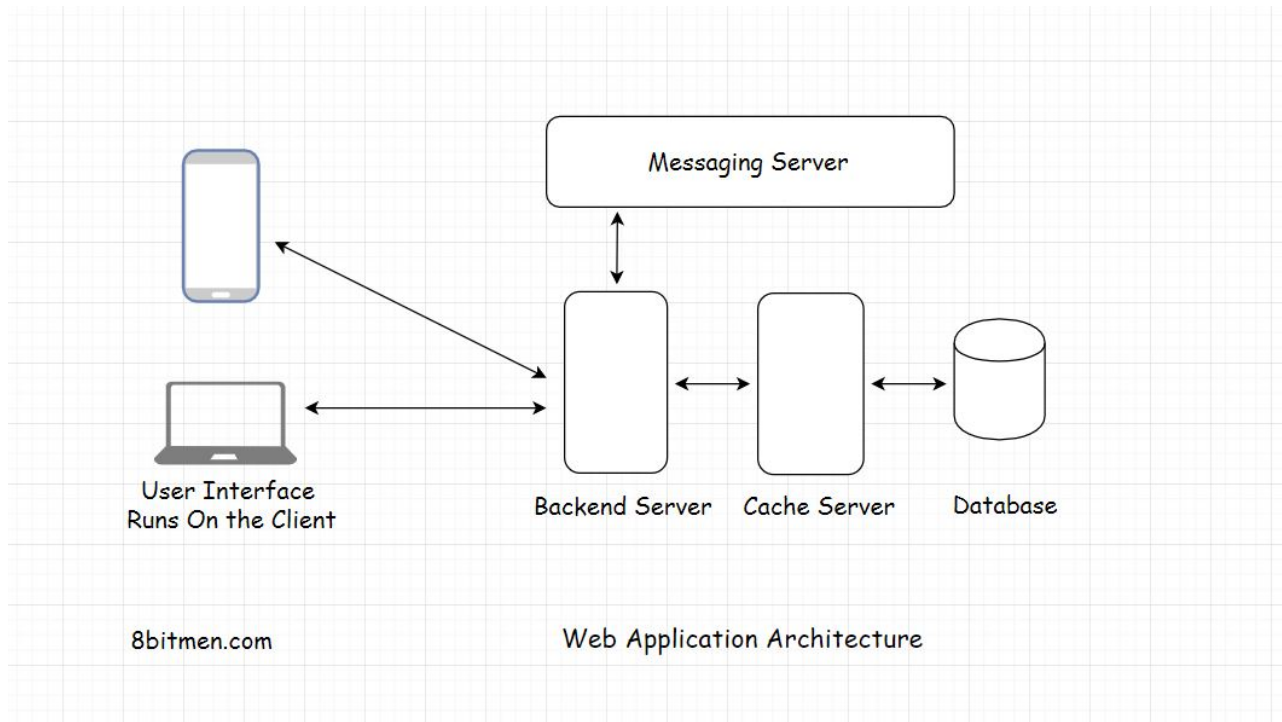 Messaging Server
User Interface
Runs On the Client
Backend Server
Cache Server
Database
8bitmen.com
Web Application Architecture